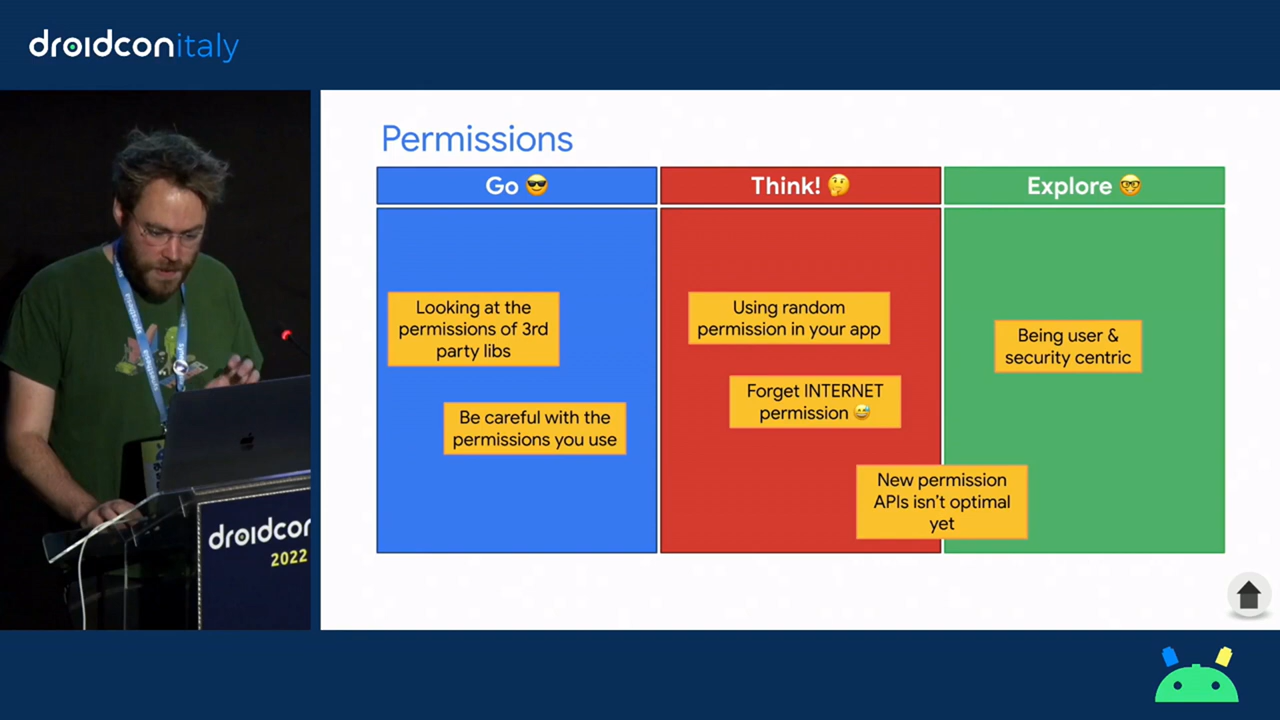 droidconitaly
Permissions
Go 😎
Think! 🤔
Explore 🤓
Looking at the
permissions of 3rd
party libs
Be careful with the
permissions you use
Using random
permission in your app
Forget INTERNET
permission 😅
New permission
APIs isn't optimal
yet
Being user &
security centric
droidcon
2022